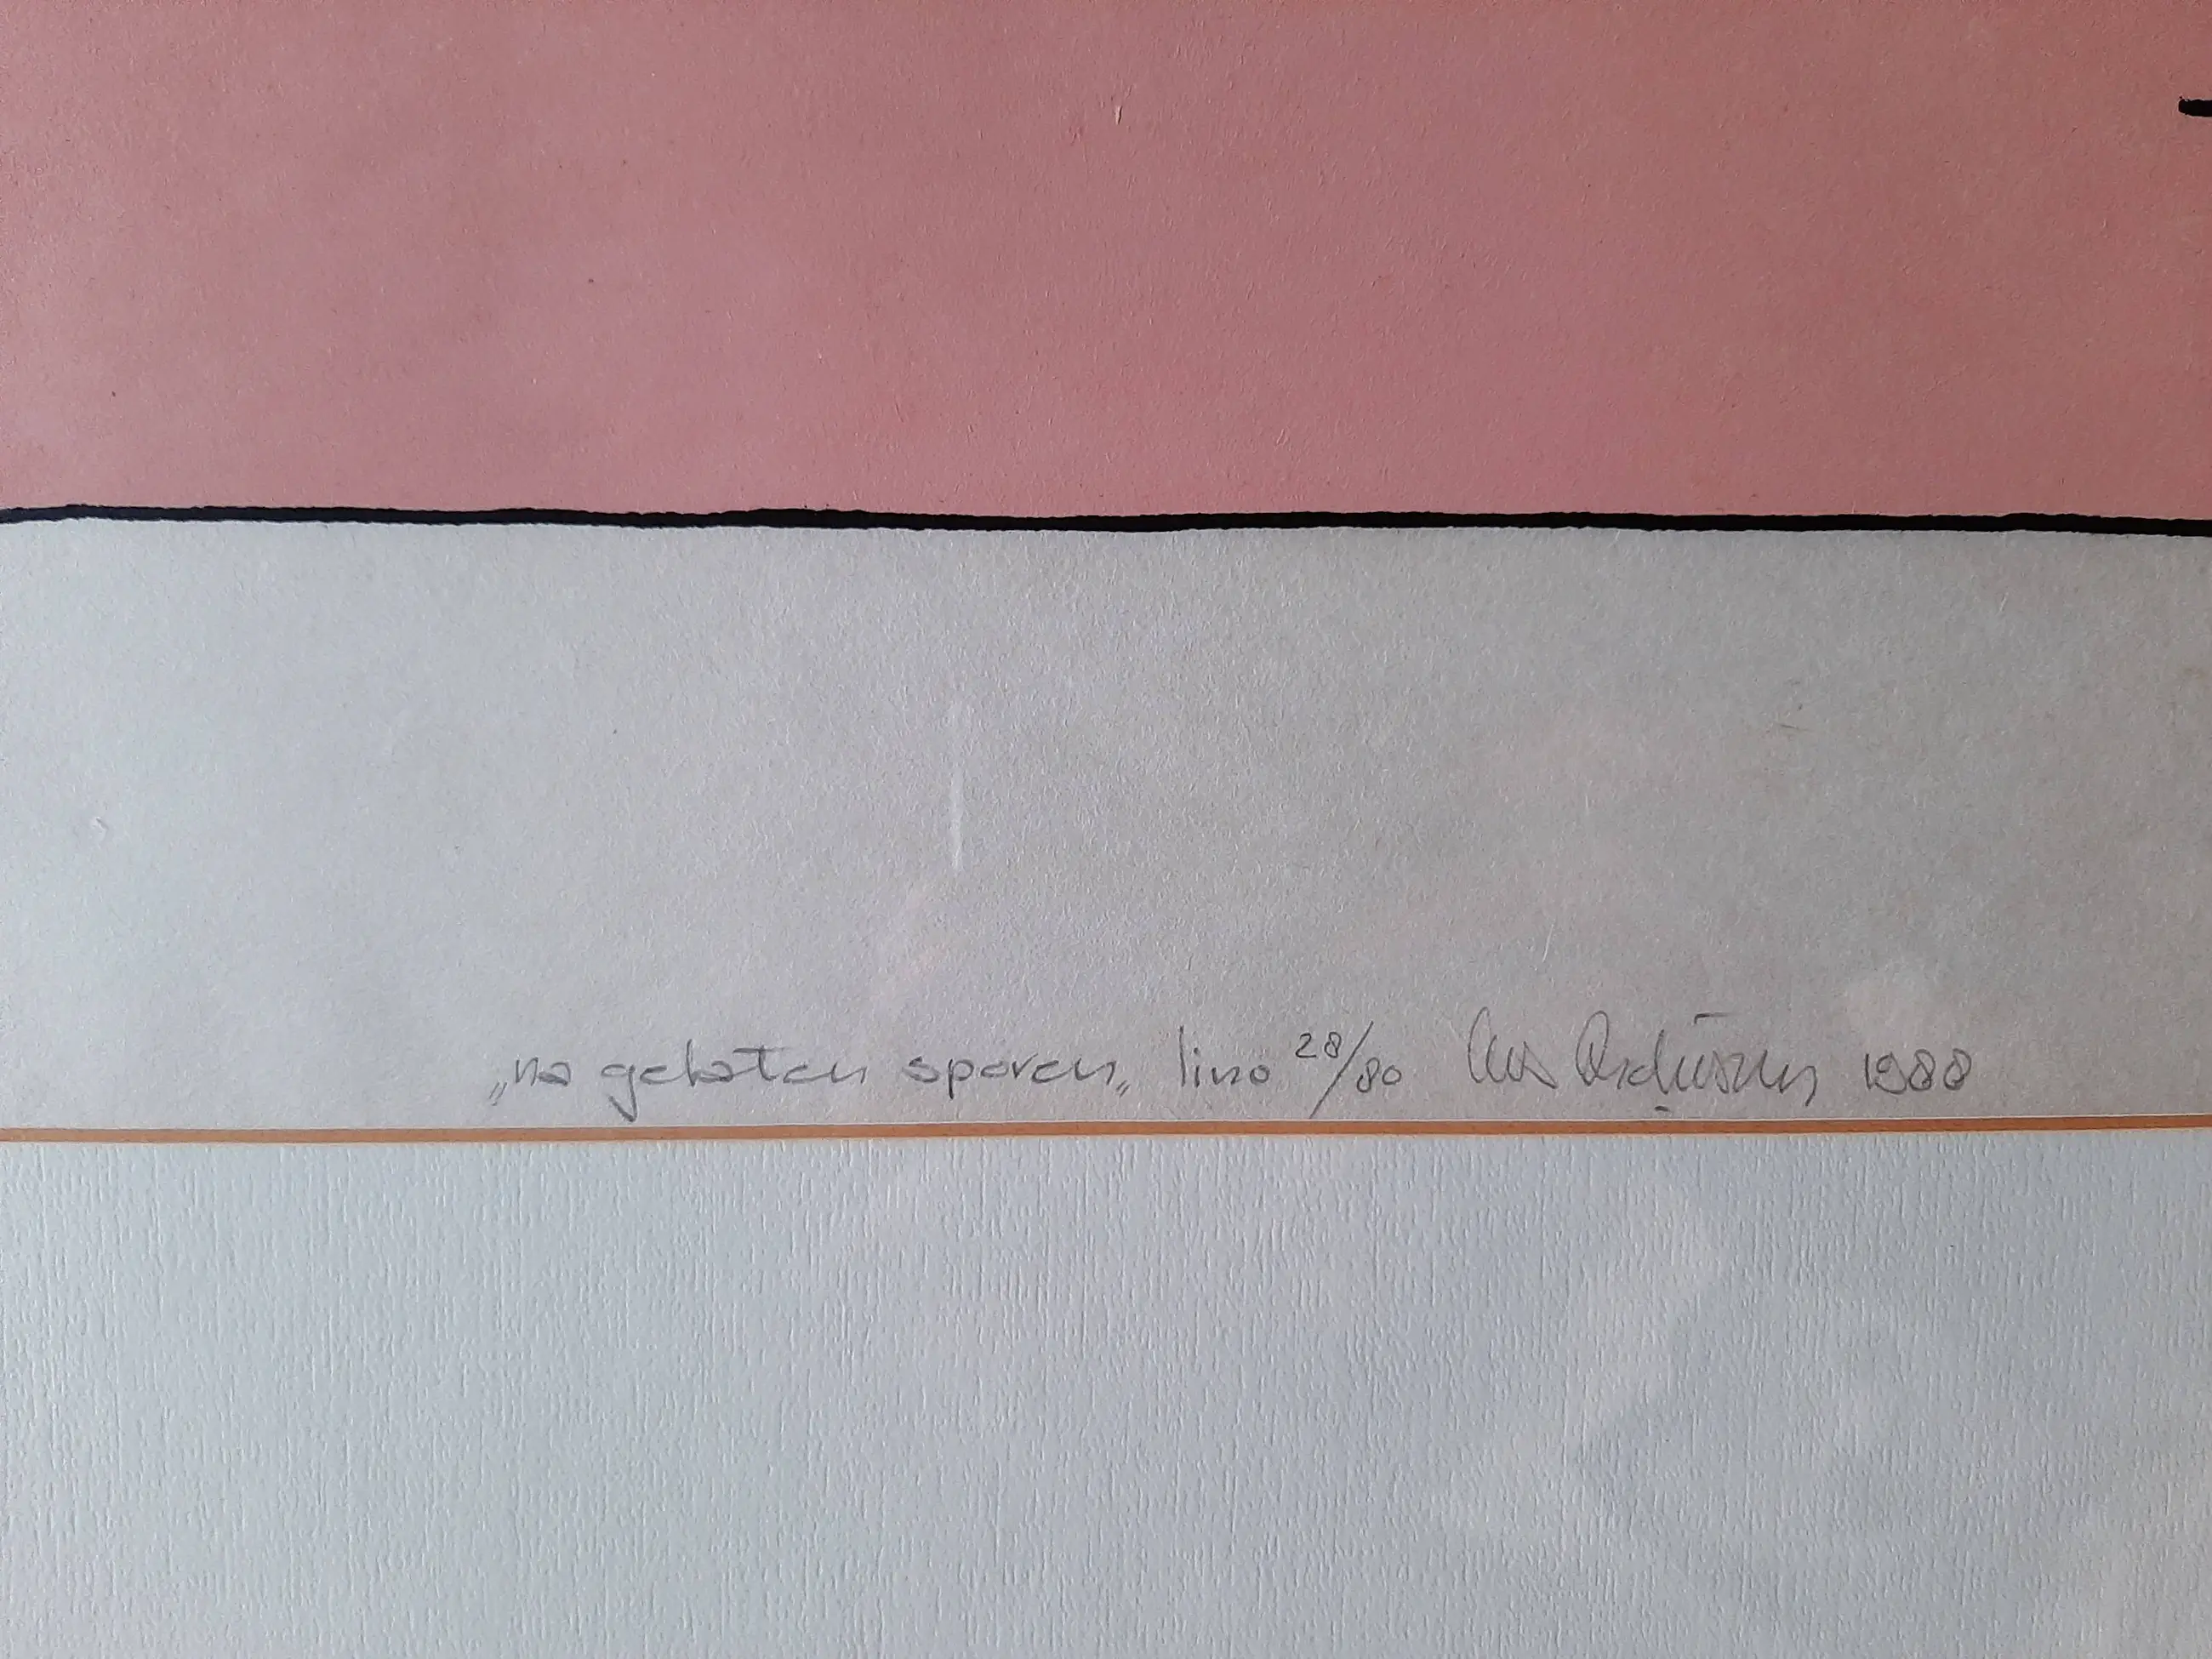 „na gelaten sporen„ lino 28/80 1988